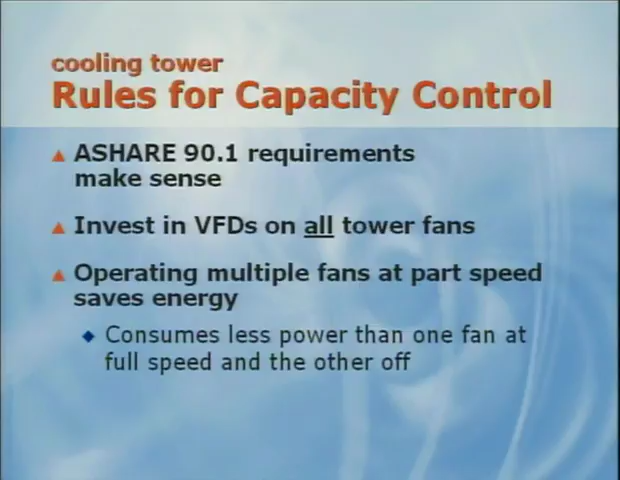 cooling tower
Rules for Capacity Control
ASHARE 90.1 requirements
make sense
Invest in VFDs on all tower fans
Operating multiple fans at part speed
saves energy
Consumes less power than one fan at
full speed and the other off